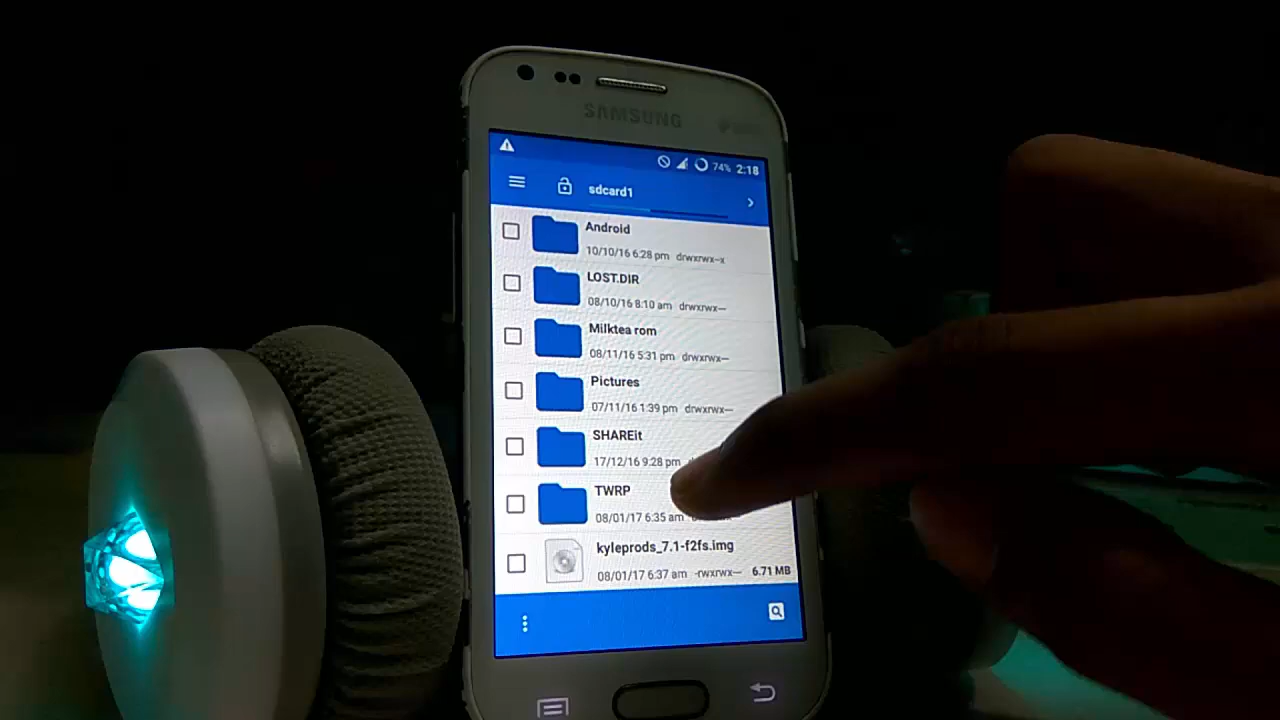 SAMSUNG
74% 2:18
sdcard1
Android
10/10/16 6:28 pm drwxrwx--x
LOST.DIR
08/10/16 8:10 am drwxrwx---
Milktea rom
08/11/16 5:31 pm drwxrwx---
Pictures
07/11/16 1:39 pm drwxrwx---
SHAREit
17/12/16 9:28 pm
TWRP
08/01/17 6:35 am
kyleprods_7.1-f2fs.img
08/01/17 6:37 am -rwxrwx--- 6.71 MB